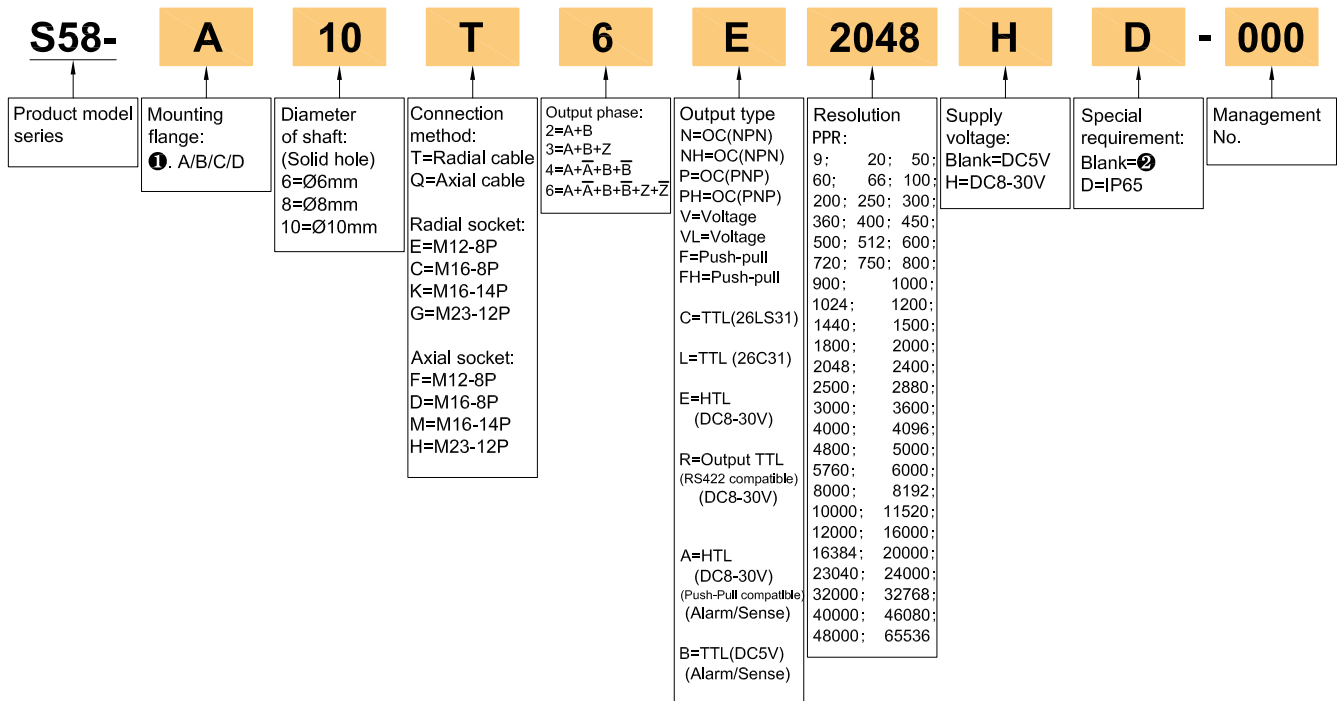 S58- A 10 T 6 E 2048 H D - 000
Product model
series
Mounting
flange:
❶. A/B/C/D
Diameter
of shaft:
(Solid hole)
6=Ø6mm
8=Ø8mm
10=Ø10mm
Connection
method:
T=Radial cable
Q=Axial cable
Radial socket:
E=M12-8P
C=M16-8P
K=M16-14P
G=M23-12P
Axial socket:
F=M12-8P
D=M16-8P
M=M16-14P
H=M23-12P
Output phase:
2=A+B
3=A+B+Z
4=A+A̅+B+B̅
6=A+A̅+B+B̅+Z+Z̅
Output type
N=OC(NPN)
NH=OC(NPN)
P=OC(PNP)
PH=OC(PNP)
V=Voltage
VL=Voltage
F=Push-pull
FH=Push-pull
C=TTL(26LS31)
L=TTL (26C31)
E=HTL
(DC8-30V)
R=Output TTL
(RS422 compatible)
(DC8-30V)
A=HTL
(DC8-30V)
(Push-Pull compatible)
(Alarm/Sense)
B=TTL(DC5V)
(Alarm/Sense)
Resolution
PPR:
9; 20; 50;
60; 66; 100;
200; 250; 300;
360; 400; 450;
500; 512; 600;
720; 750; 800;
900; 1000;
1024; 1200;
1440; 1500;
1800; 2000;
2048; 2400;
2500; 2880;
3000; 3600;
4000; 4096;
4800; 5000;
5760; 6000;
8000; 8192;
10000; 11520;
12000; 16000;
16384; 20000;
23040; 24000;
32000; 32768;
40000; 46080;
48000; 65536
Supply
voltage:
Blank=DC5V
H=DC8-30V
Special
requirement:
Blank=❷
D=IP65
Management
No.